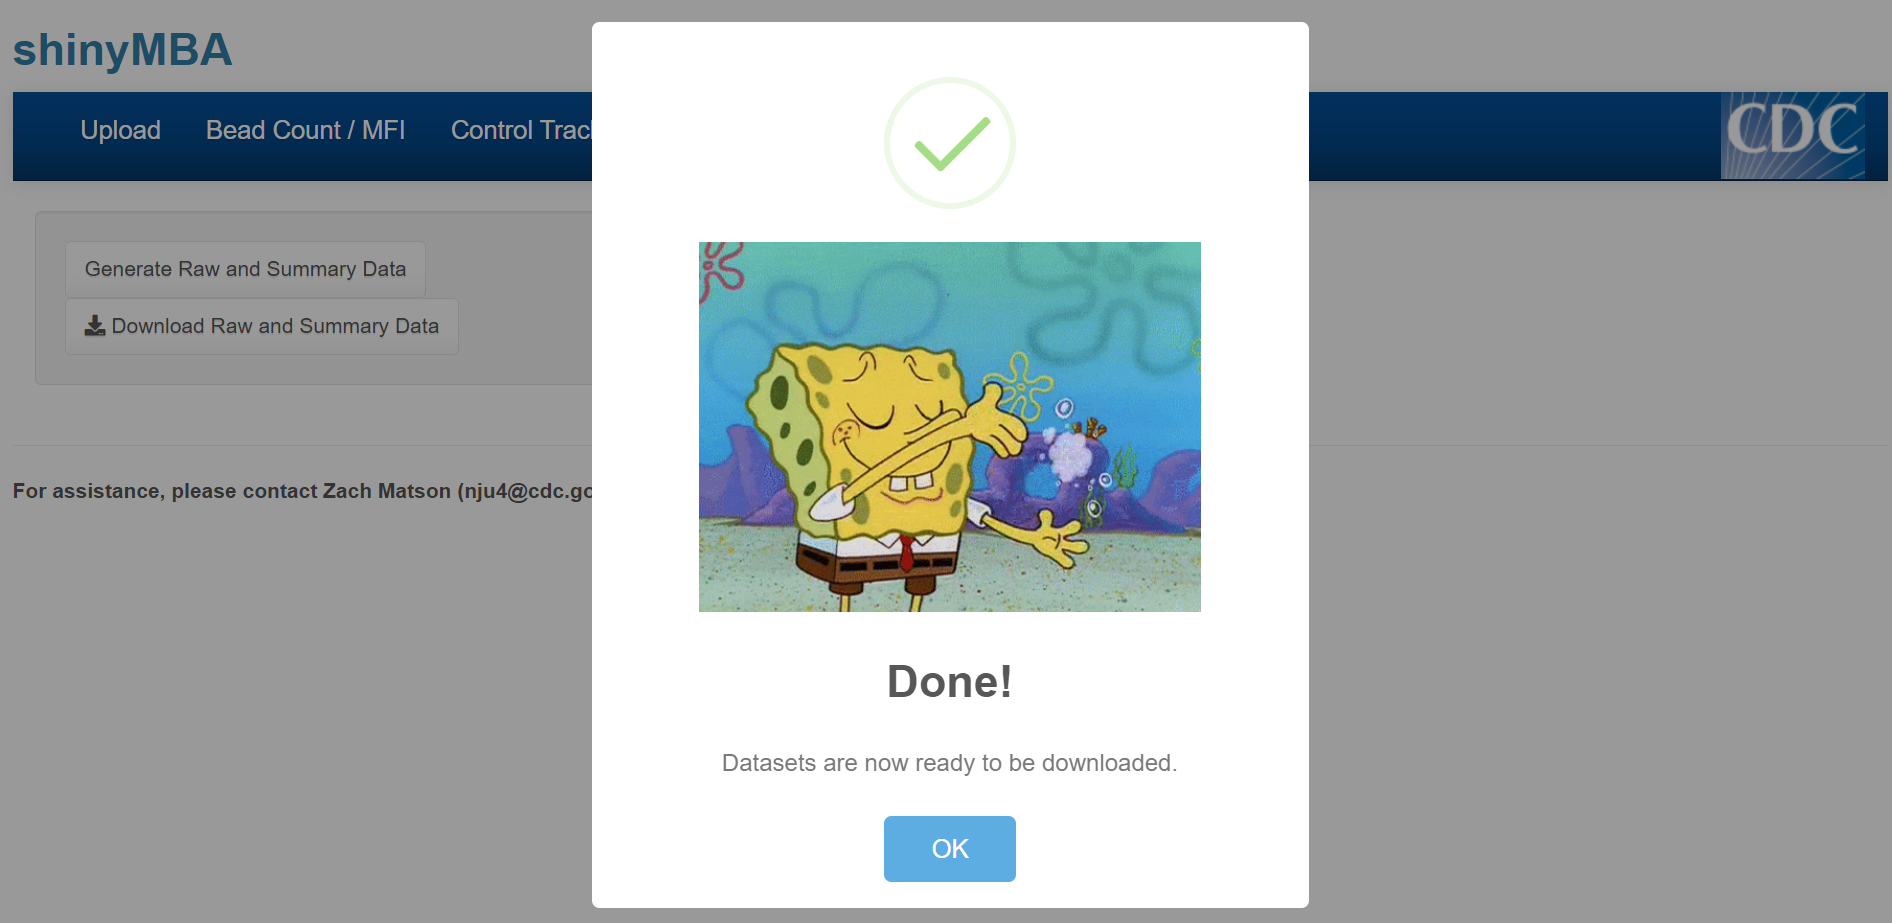 shinyMBA
Upload
Bead Count / MFI
Control Trac
CDC
Generate Raw and Summary Data
Download Raw and Summary Data
For assistance, please contact Zach Matson (nju4@cdc.go
Done!
Datasets are now ready to be downloaded.
OK